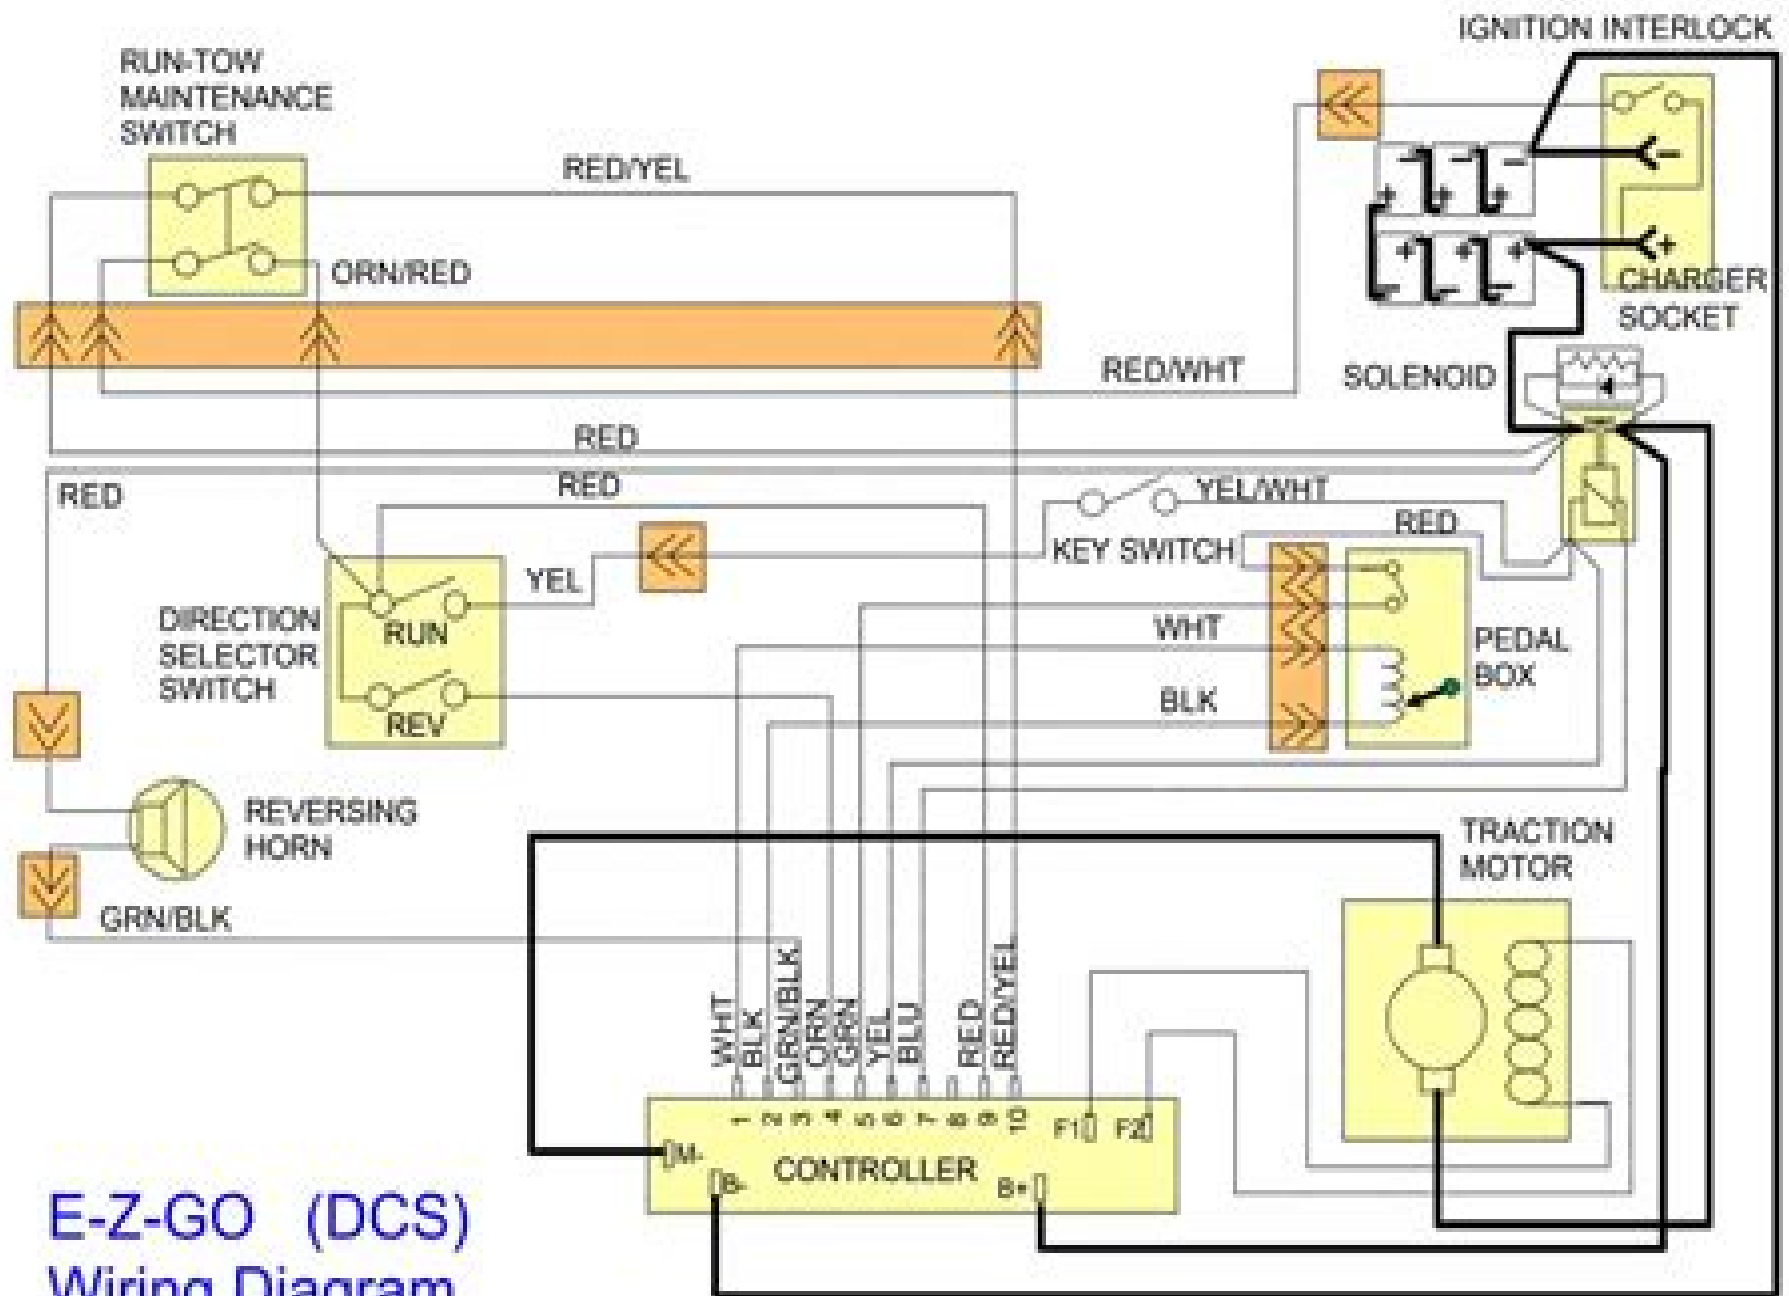 IGNITION INTERLOCK
RUN-TOW
MAINTENANCE
SWITCH
RED/YEL
ORN/RED
CHARGER
SOCKET
RED/WHT
SOLENOID
RED
RED
RED
YEL/WHT
RED
KEY SWITCH
YEL
DIRECTION
SELECTOR
SWITCH
RUN
REV
WHT
BLK
PEDAL
BOX
REVERSING
HORN
GRN/BLK
TRACTION
MOTOR
WHT
BLK
GRN/BLK
ORN
GRN
YEL
BLU
RED
RED/YEL
1 2 3 4 5 6 7 8 9 10
F1 F2
M-
B-
CONTROLLER
B+
E-Z-GO (DCS)
Wiring Diagram